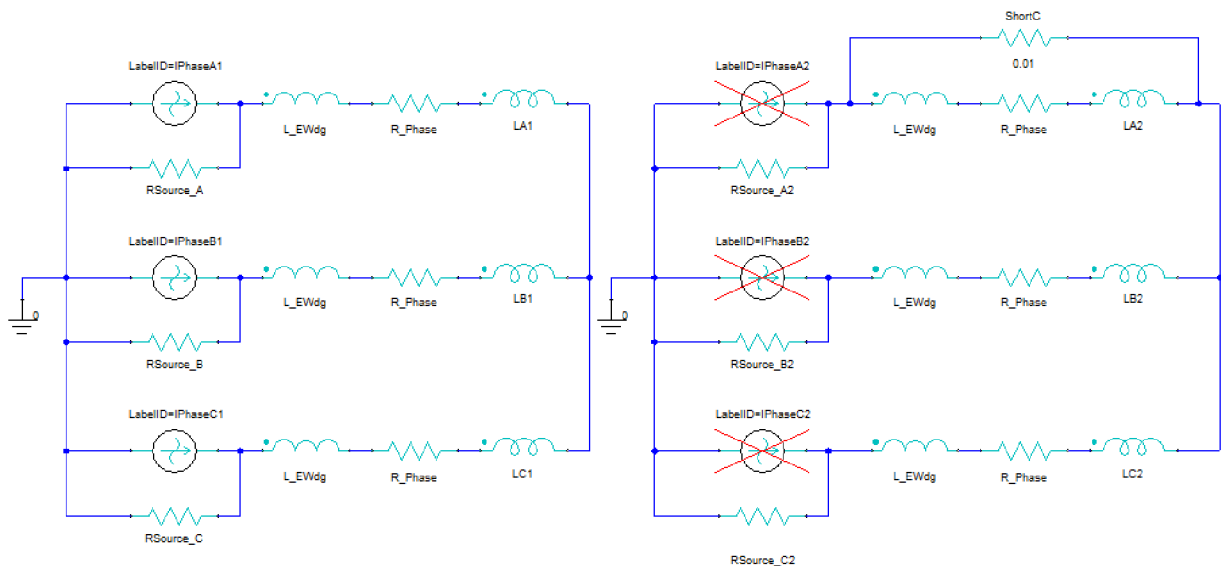 ShortC
0.01
LabelID=IPhaseA1
LabelID=IPhaseA2
L_EWdg
R_Phase
LA1
L_EWdg
R_Phase
LA2
RSource_A
RSource_A2
LabelID=IPhaseB1
LabelID=IPhaseB2
L_EWdg
R_Phase
LB1
L_EWdg
R_Phase
LB2
0
0
RSource_B
RSource_B2
LabelID=IPhaseC1
LabelID=IPhaseC2
L_EWdg
R_Phase
LC1
L_EWdg
R_Phase
LC2
RSource_C
RSource_C2